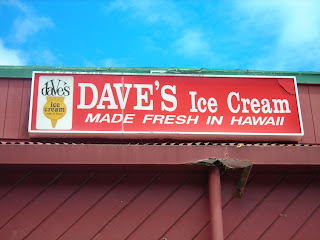 dave's
ice
cream
DAVE'S Ice Cream
MADE FRESH IN HAWAII